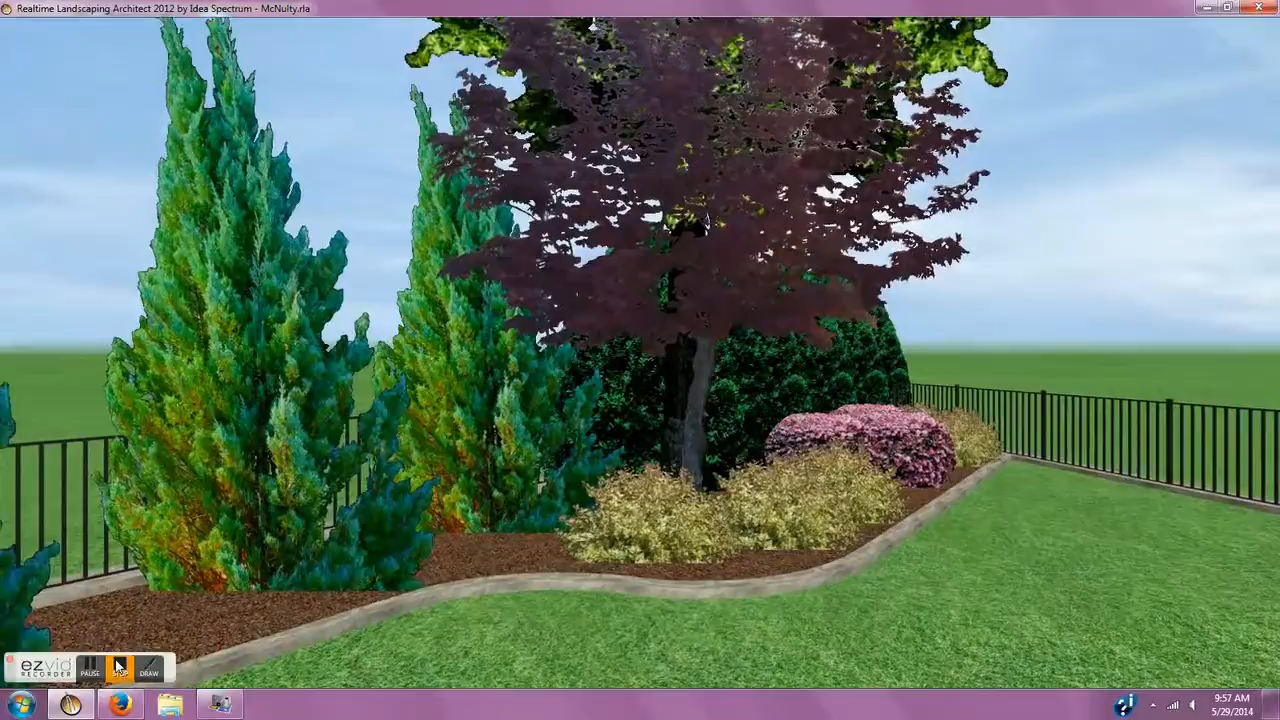 Realtime Landscaping Architect 2012 by Idea Spectrum - McNulty.rla
ezvid
RECORDER
PAUSE
STOP
DRAW
9:57 AM
5/29/2014